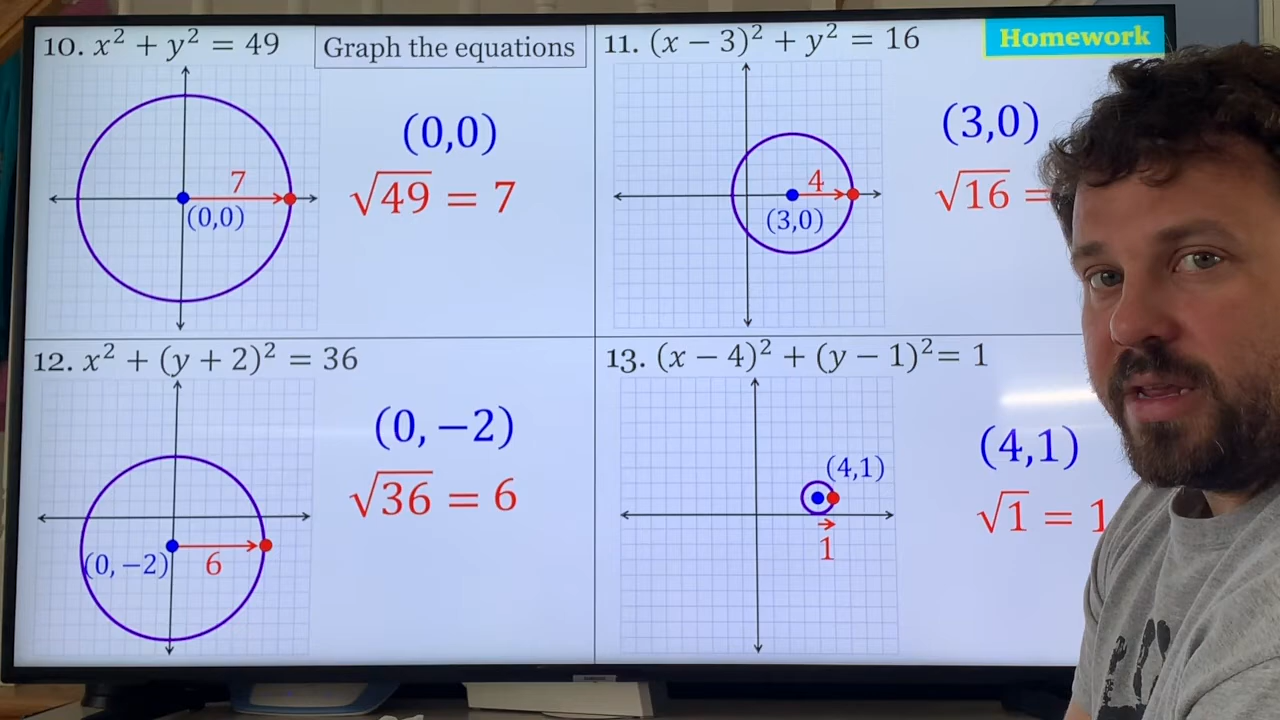 10. x² + y² = 49
Graph the equations
7
(0,0)
(0,0)
√49 = 7
11. (x − 3)² + y² = 16
Homework
4
(3,0)
(3,0)
√16 =
12. x² + (y + 2)² = 36
(0, −2)
6
(0, −2)
√36 = 6
13. (x − 4)² + (y − 1)² = 1
(4,1)
1
(4,1)
√1 = 1